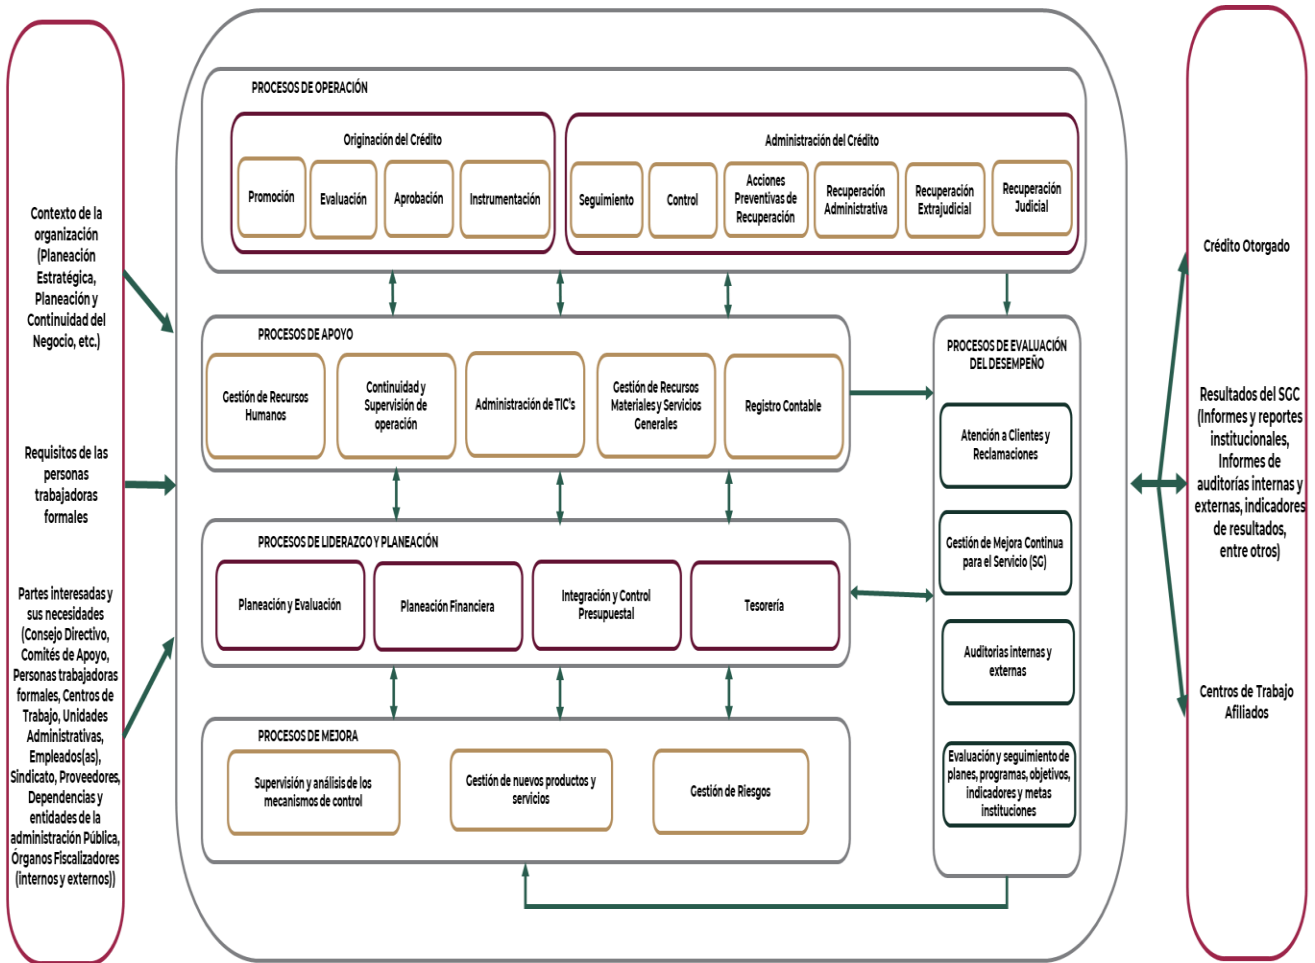 Contexto de la
organización
(Planeación
Estratégica,
Planeación y
Continuidad del
Negocio, etc.)
Requisitos de las
personas
trabajadoras
formales
Partes interesadas y
sus necesidades
(Consejo Directivo,
Comités de Apoyo,
Personas trabajadoras
formales, Centros de
Trabajo, Unidades
Administrativas,
Empleados(as),
Sindicato, Proveedores,
Dependencias y
entidades de la
administración Pública,
Órganos Fiscalizadores
(internos y externos))
PROCESOS DE OPERACIÓN
Originación del Crédito
Promoción
Evaluación
Aprobación
Instrumentación
Administración del Crédito
Seguimiento
Control
Acciones
Preventivas de
Recuperación
Recuperación
Administrativa
Recuperación
Extrajudicial
Recuperación
Judicial
PROCESOS DE APOYO
Gestión de Recursos
Humanos
Continuidad y
Supervisión de
operación
Administración de TIC's
Gestión de Recursos
Materiales y Servicios
Generales
Registro Contable
PROCESOS DE LIDERAZGO Y PLANEACIÓN
Planeación y Evaluación
Planeación Financiera
Integración y Control
Presupuestal
Tesorería
PROCESOS DE MEJORA
Supervisión y análisis de los
mecanismos de control
Gestión de nuevos productos y
servicios
Gestión de Riesgos
PROCESOS DE EVALUACIÓN
DEL DESEMPEÑO
Atención a Clientes y
Reclamaciones
Gestión de Mejora Continua
para el Servicio (SG)
Auditorias internas y
externas
Evaluación y seguimiento de
planes, programas, objetivos,
indicadores y metas
instituciones
Crédito Otorgado
Resultados del SGC
(Informes y reportes
institucionales,
Informes de
auditorías internas y
externas, indicadores
de resultados,
entre otros)
Centros de Trabajo
Afiliados